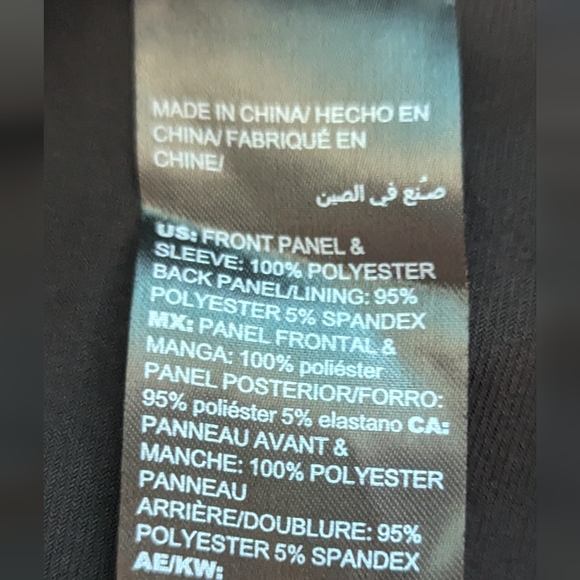 MADE IN CHINA/ HECHO EN
CHINA/ FABRIQUÉ EN
CHINE/
صُنع في الصين
US: FRONT PANEL &
SLEEVE: 100% POLYESTER
BACK PANEL/LINING: 95%
POLYESTER 5% SPANDEX
MX: PANEL FRONTAL &
MANGA: 100% poliéster
PANEL POSTERIOR/FORRO:
95% poliéster 5% elastano CA:
PANNEAU AVANT &
MANCHE: 100% POLYESTER
PANNEAU
ARRIÈRE/DOUBLURE: 95%
POLYESTER 5% SPANDEX
AE/KW: